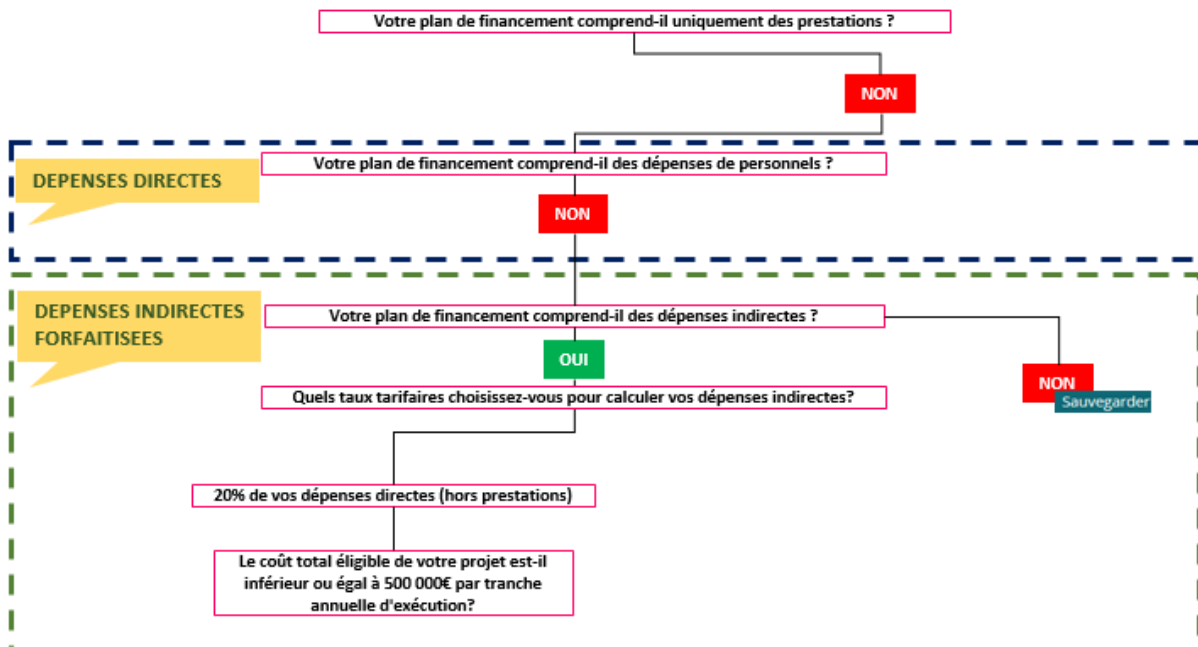 Votre plan de financement comprend-il uniquement des prestations ?
NON
Votre plan de financement comprend-il des dépenses de personnels ?
DEPENSES DIRECTES
NON
DEPENSES INDIRECTES
FORFAITISEES
Votre plan de financement comprend-il des dépenses indirectes ?
OUI
NON
Sauvegarder
Quels taux tarifaires choisissez-vous pour calculer vos dépenses indirectes?
20% de vos dépenses directes (hors prestations)
Le coût total éligible de votre projet est-il
inférieur ou égal à 500 000€ par tranche
annuelle d'exécution?